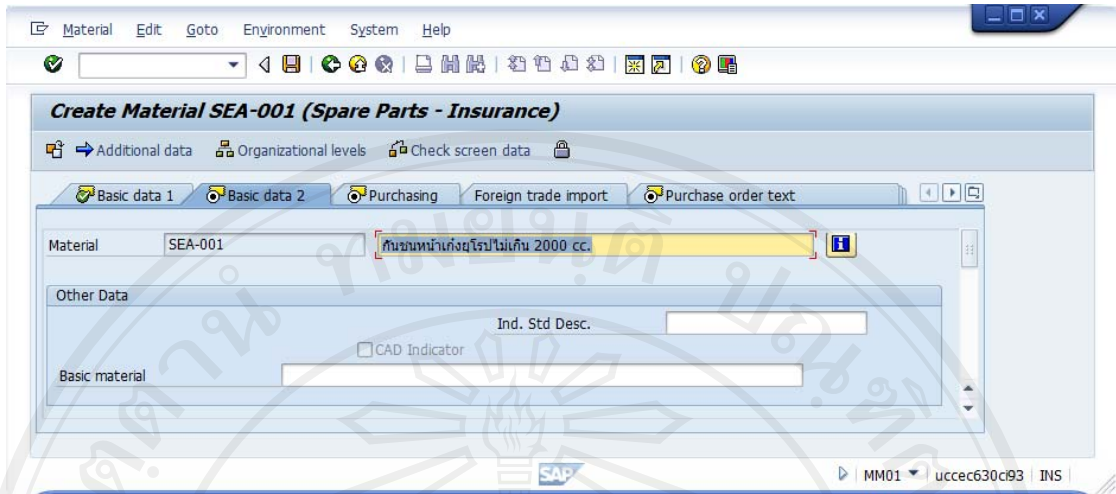 Material Edit Goto Environment System Help
Create Material SEA-001 (Spare Parts - Insurance)
Additional data Organizational levels Check screen data
Basic data 1 Basic data 2 Purchasing Foreign trade import Purchase order text
Material SEA-001 กันชนหน้าเก๋งยุโรปไม่เกิน 2000 cc.
Other Data
Ind. Std Desc.
CAD Indicator
Basic material
SAP MM01 uccec630ci93 INS